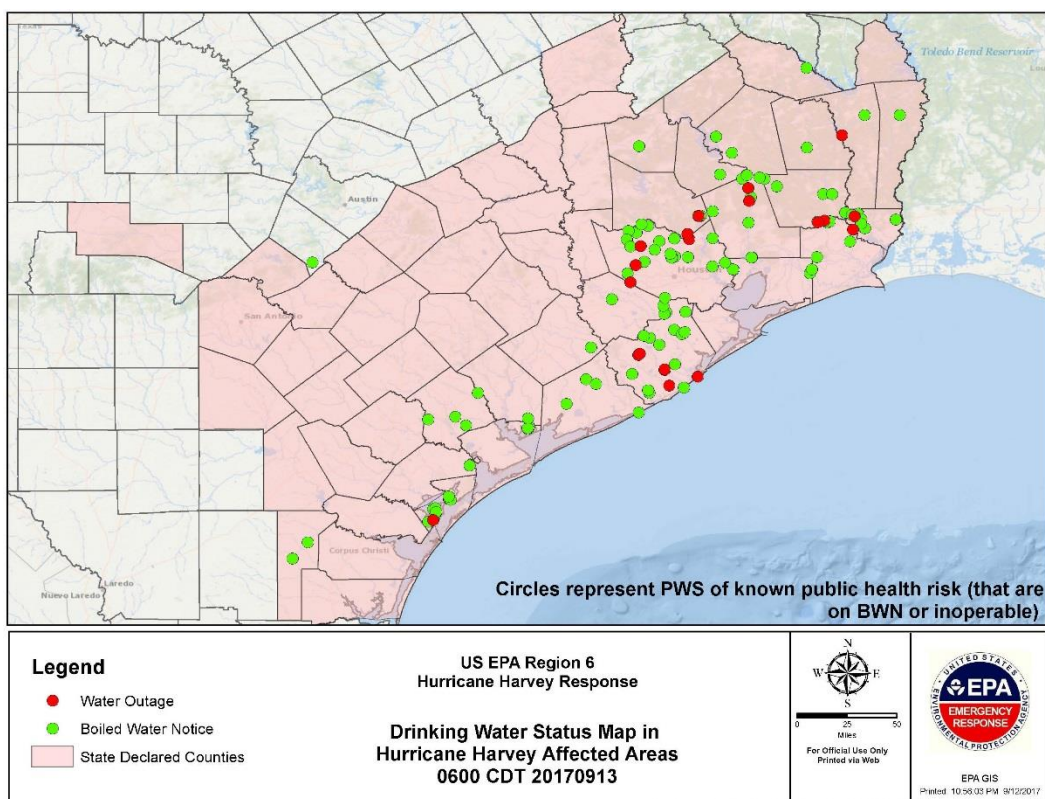 Toledo Bend Reservoir
Austin
Houston
San Antonio
Corpus Christi
Laredo
Nuevo Laredo
Circles represent PWS of known public health risk (that are
on BWN or inoperable)
Legend
Water Outage
Boiled Water Notice
State Declared Counties
US EPA Region 6
Hurricane Harvey Response
Drinking Water Status Map in
Hurricane Harvey Affected Areas
0600 CDT 20170913
N
W E
S
0 25 50
Miles
For Official Use Only
Printed via Web
UNITED STATES
EPA
EMERGENCY
RESPONSE
ENVIRONMENTAL PROTECTION AGENCY
EPA GIS
Printed: 10:56:03 PM 9/12/2017